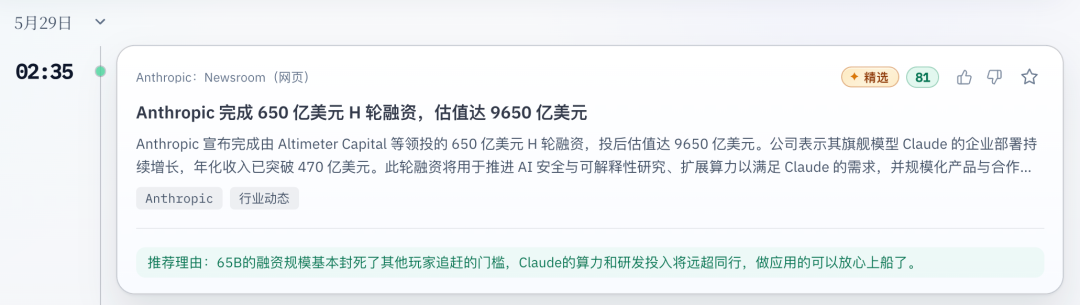 5月29日
02:35
Anthropic：Newsroom（网页）
精选
81
Anthropic 完成 650 亿美元 H 轮融资，估值达 9650 亿美元
Anthropic 宣布完成由 Altimeter Capital 等领投的 650 亿美元 H 轮融资，投后估值达 9650 亿美元。公司表示其旗舰模型 Claude 的企业部署持
续增长，年化收入已突破 470 亿美元。此轮融资将用于推进 AI 安全与可解释性研究、扩展算力以满足 Claude 的需求，并规模化产品与合作...
Anthropic
行业动态
推荐理由：65B的融资规模基本封死了其他玩家追赶的门槛，Claude的算力和研发投入将远超同行，做应用的可以放心上船了。